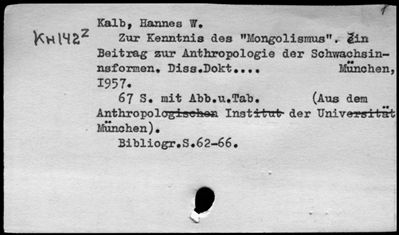 Kalb, Hannes W.
KH142z
Zur Kenntnis des "Mongolismus". Ein
Beitrag zur Anthropologie der Schwachsin-
nsformen. Diss.Dokt.... München,
1957.
67 S. mit Abb.u.Tab. (Aus dem
Anthropologischen Institut der Universität
München).
Bibliogr.S.62-66.